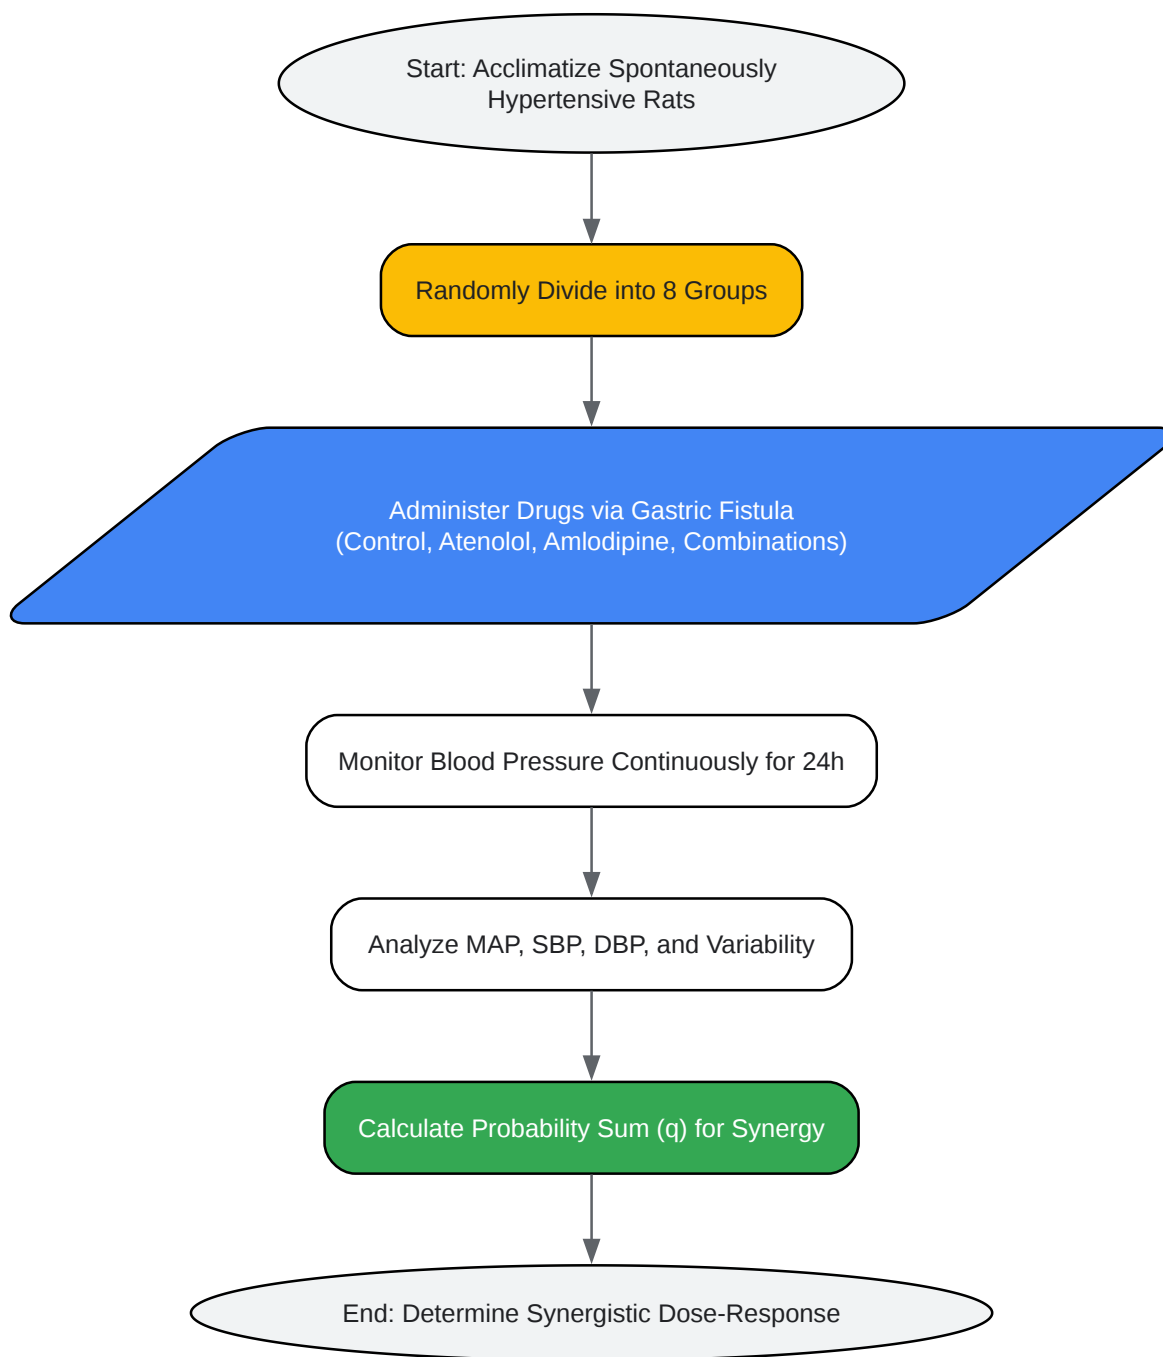 Start: Acclimatize Spontaneously
Hypertensive Rats
Randomly Divide into 8 Groups
Administer Drugs via Gastric Fistula
(Control, Atenolol, Amlodipine, Combinations)
Monitor Blood Pressure Continuously for 24h
Analyze MAP, SBP, DBP, and Variability
Calculate Probability Sum (q) for Synergy
End: Determine Synergistic Dose-Response